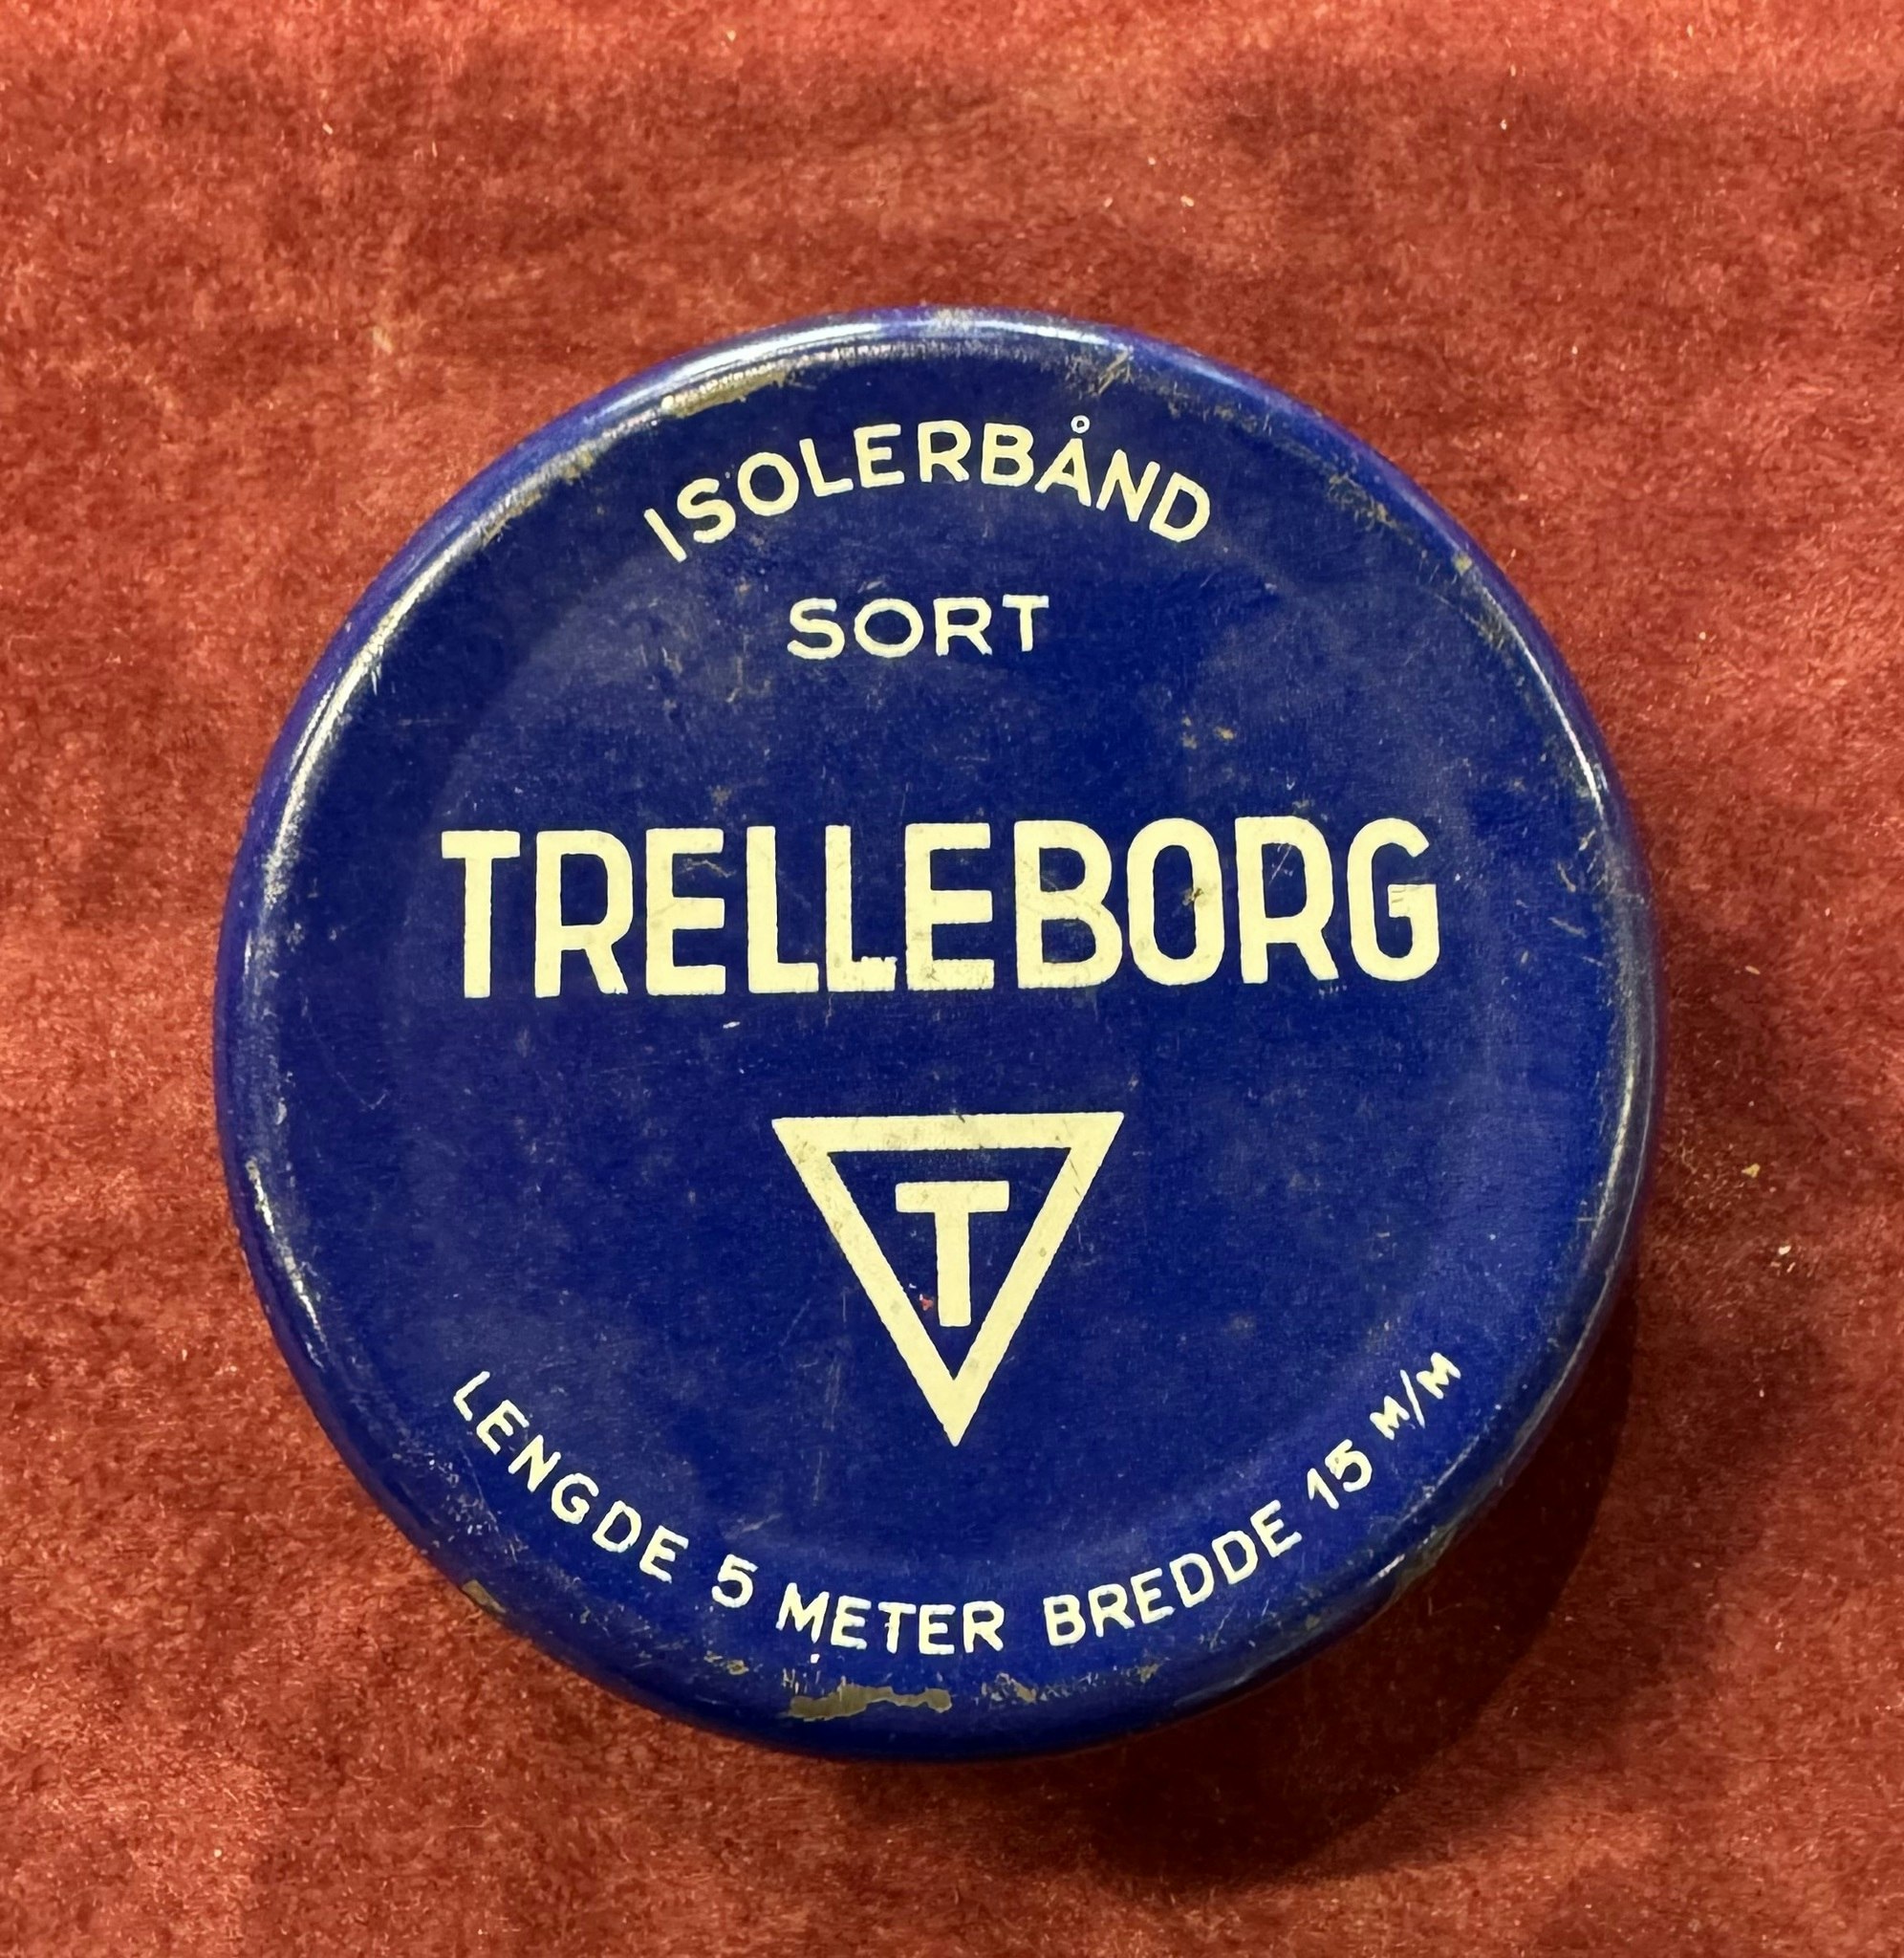 ISOLERBÅND
SORT
TRELLEBORG
T
LENGDE 5 METER BREDDE 15 M/M